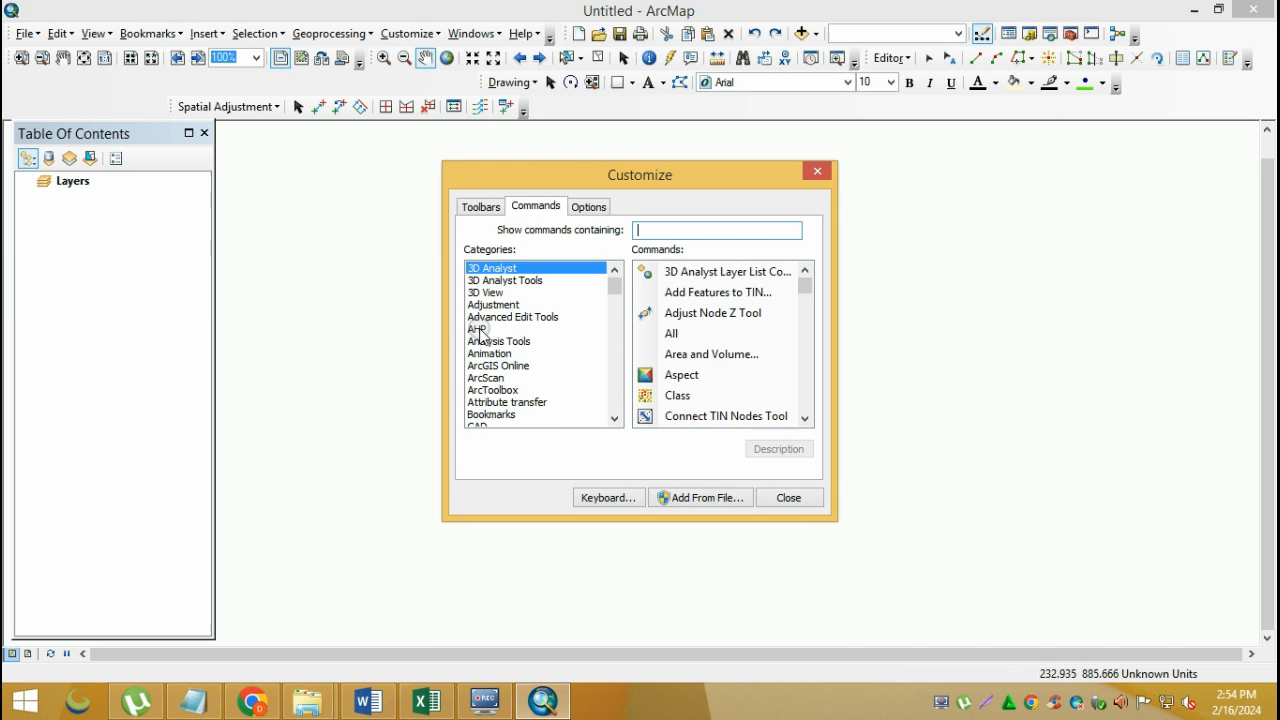 Untitled - ArcMap
File Edit View Bookmarks Insert Selection Geoprocessing Customize Windows Help
100% Editor
Drawing A Arial 10 B I U A
Spatial Adjustment
Table Of Contents
Layers
Customize
Toolbars Commands Options
Show commands containing:
Categories: Commands:
3D Analyst
3D Analyst Tools
3D View
Adjustment
Advanced Edit Tools
AHP
Analysis Tools
Animation
ArcGIS Online
ArcScan
ArcToolbox
Attribute transfer
Bookmarks
CAD
3D Analyst Layer List Co...
Add Features to TIN...
Adjust Node Z Tool
All
Area and Volume...
Aspect
Class
Connect TIN Nodes Tool
Description
Keyboard... Add From File... Close
232.935 885.666 Unknown Units
2:54 PM
2/16/2024